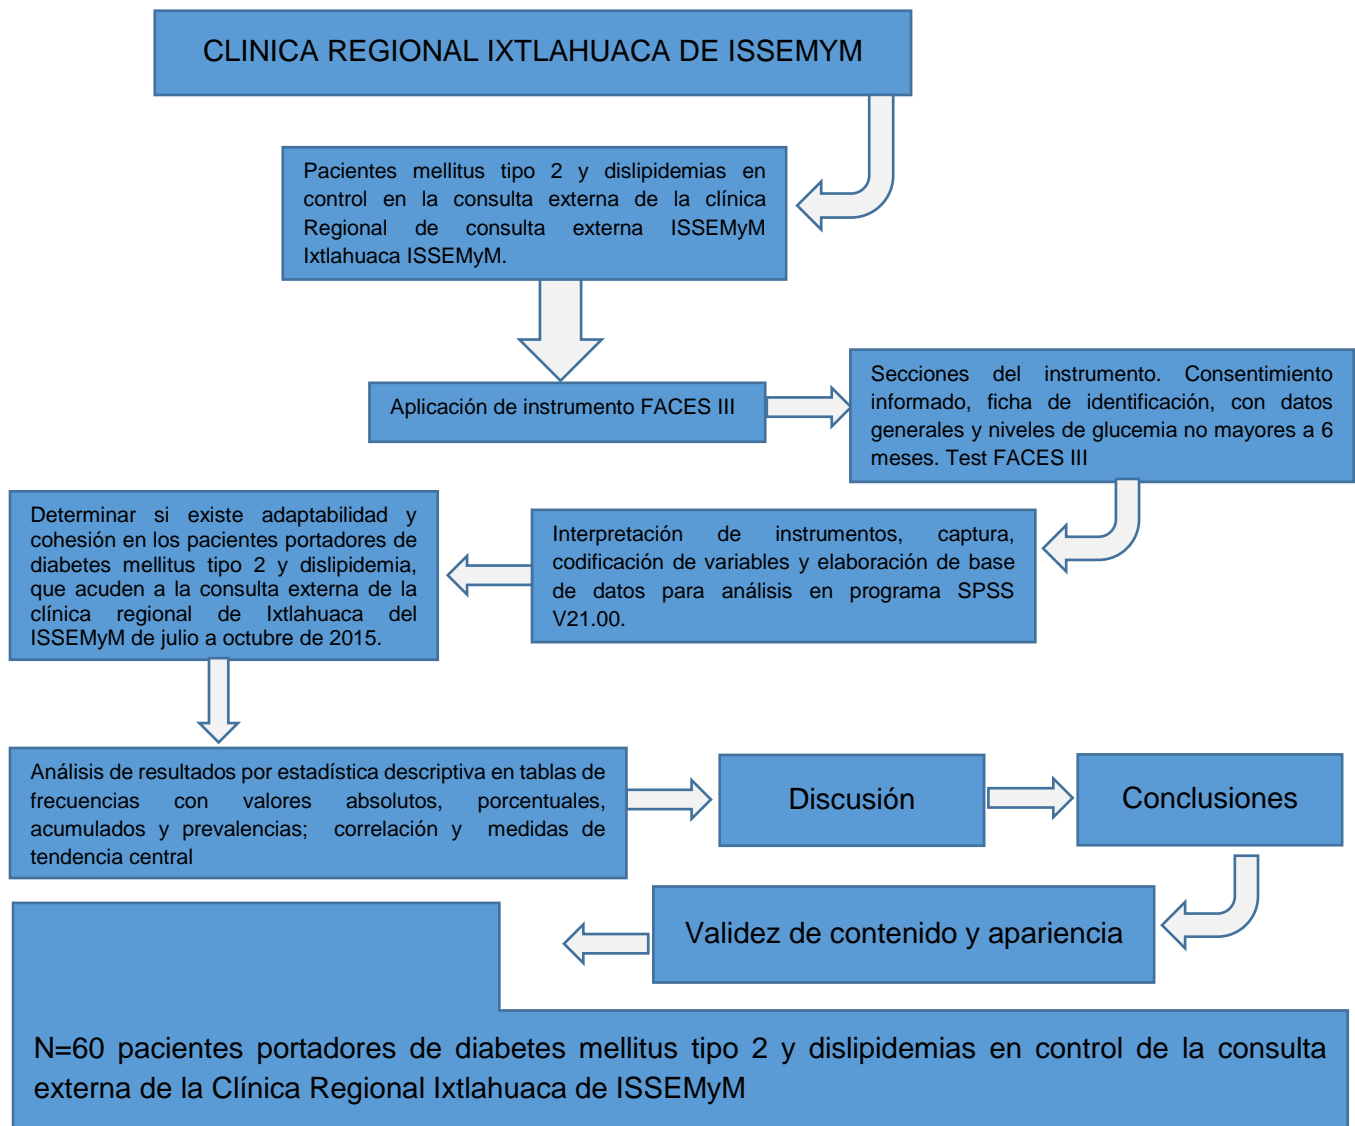 CLINICA REGIONAL IXTLAHUACA DE ISSEMYM
Pacientes mellitus tipo 2 y dislipidemias en
control en la consulta externa de la clínica
Regional de consulta externa ISSEMyM
Ixtlahuaca ISSEMyM.
Aplicación de instrumento FACES III
Secciones del instrumento. Consentimiento
informado, ficha de identificación, con datos
generales y niveles de glucemia no mayores a 6
meses. Test FACES III
Interpretación de instrumentos, captura,
codificación de variables y elaboración de base
de datos para análisis en programa SPSS
V21.00.
Determinar si existe adaptabilidad y
cohesión en los pacientes portadores de
diabetes mellitus tipo 2 y dislipidemia,
que acuden a la consulta externa de la
clínica regional de Ixtlahuaca del
ISSEMyM de julio a octubre de 2015.
Análisis de resultados por estadística descriptiva en tablas de
frecuencias con valores absolutos, porcentuales,
acumulados y prevalencias; correlación y medidas de
tendencia central
Discusión
Conclusiones
Validez de contenido y apariencia
N=60 pacientes portadores de diabetes mellitus tipo 2 y dislipidemias en control de la consulta
externa de la Clínica Regional Ixtlahuaca de ISSEMyM